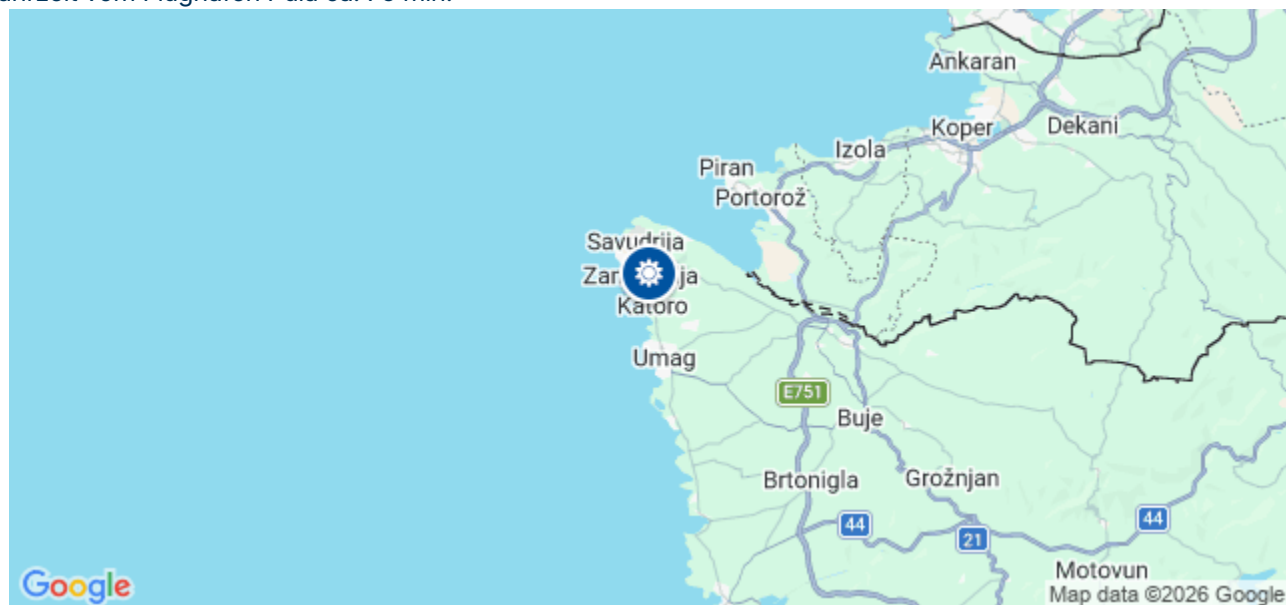 Ankaran
Koper
Dekani
Izola
Piran
Portorož
Savudrija
Katoro
Umag
E751
Buje
Brtonigla
Grožnjan
44
44
21
Motovun
Google
Map data ©2026 Google